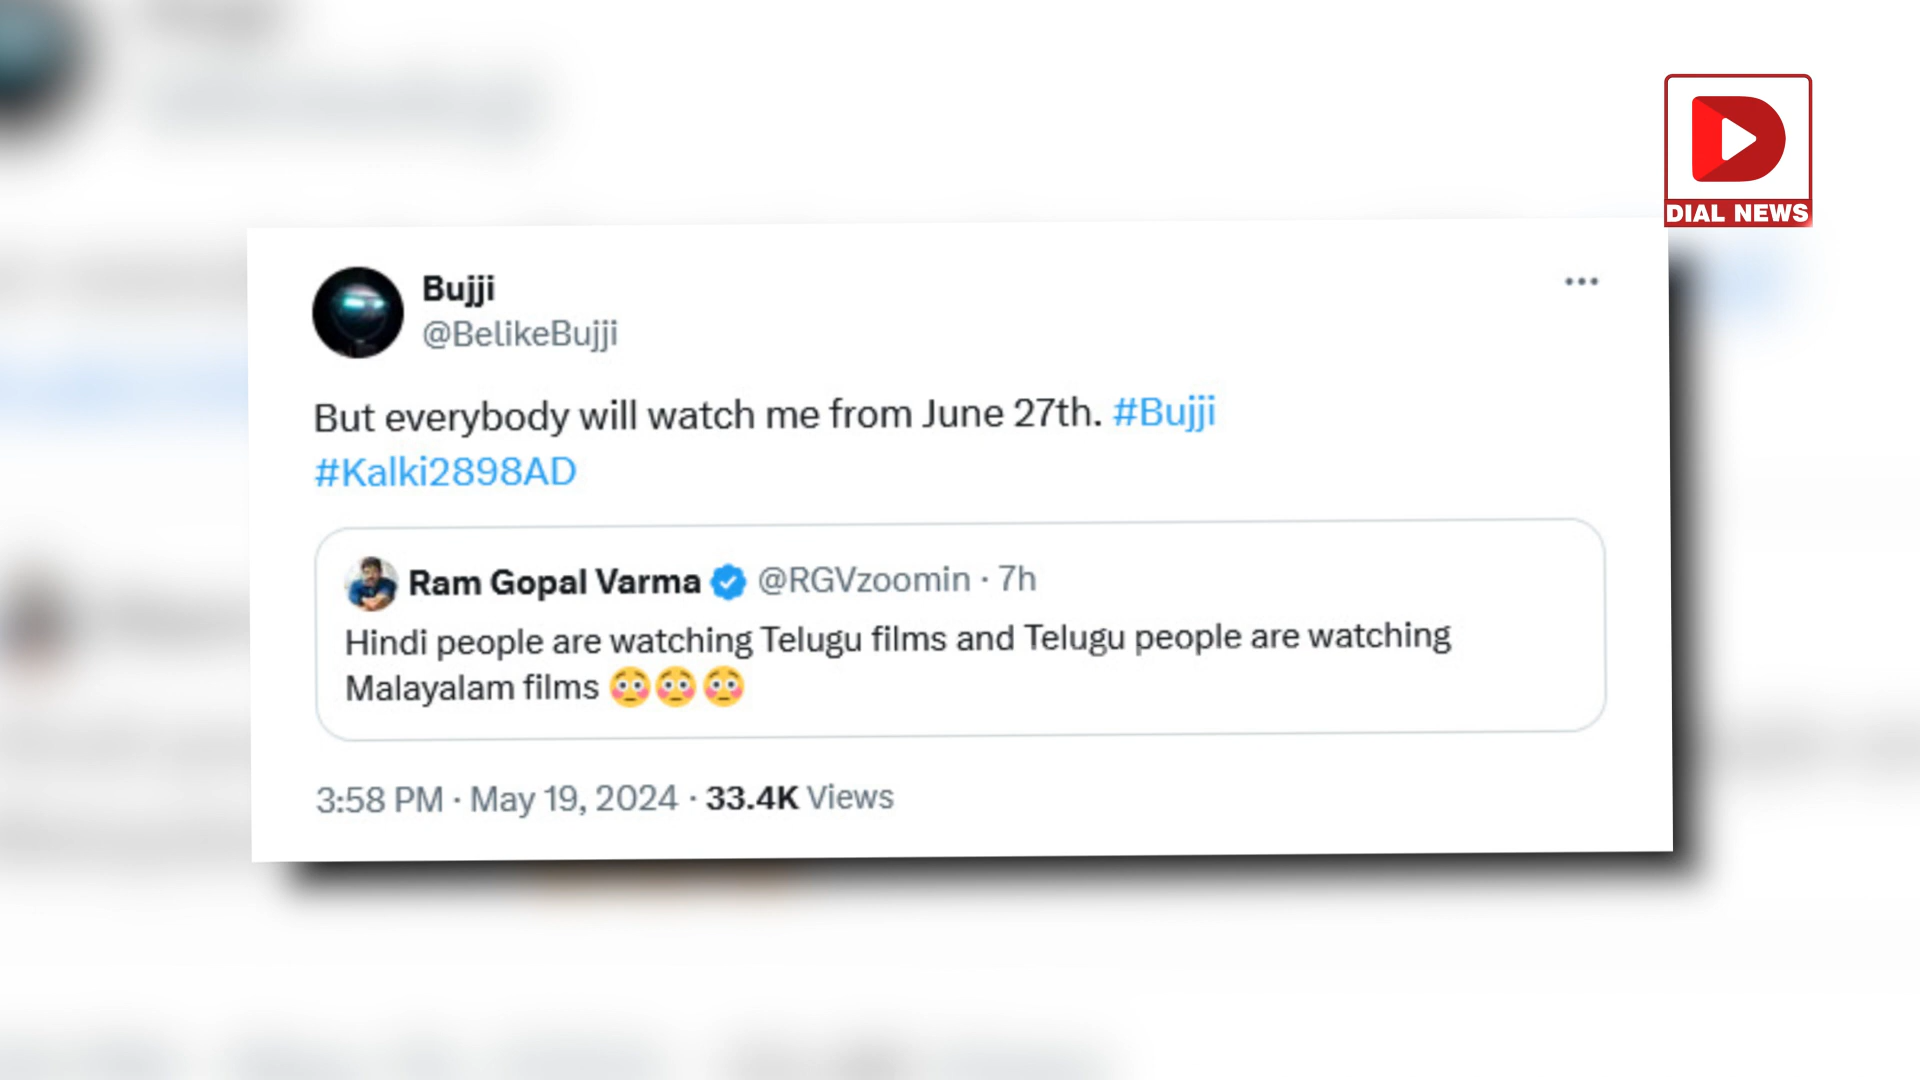 DIAL NEWS
Bujji
@BelikeBujji
But everybody will watch me from June 27th. #Bujji
#Kalki2898AD
Ram Gopal Varma @RGVzoomin · 7h
Hindi people are watching Telugu films and Telugu people are watching
Malayalam films 😳😳😳
3:58 PM · May 19, 2024 · 33.4K Views